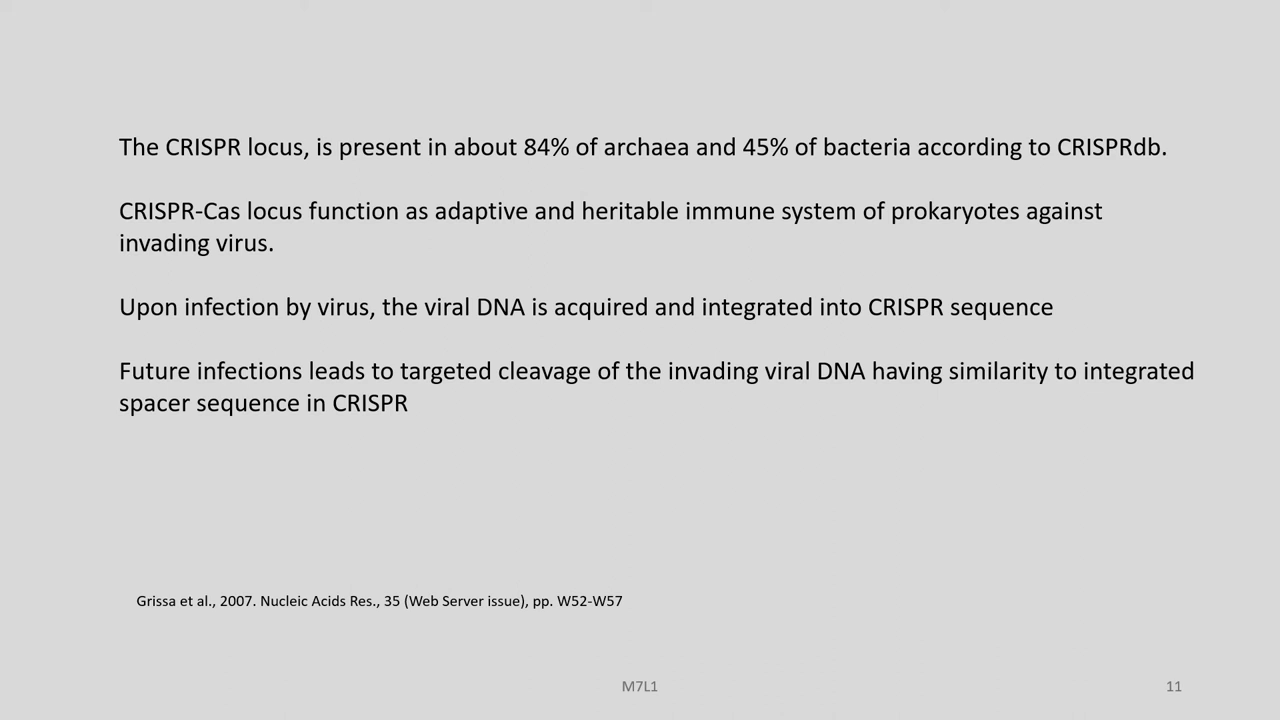 The CRISPR locus, is present in about 84% of archaea and 45% of bacteria according to CRISPRdb.
CRISPR-Cas locus function as adaptive and heritable immune system of prokaryotes against
invading virus.
Upon infection by virus, the viral DNA is acquired and integrated into CRISPR sequence
Future infections leads to targeted cleavage of the invading viral DNA having similarity to integrated
spacer sequence in CRISPR
Grissa et al., 2007. Nucleic Acids Res., 35 (Web Server issue), pp. W52-W57
M7L1
11